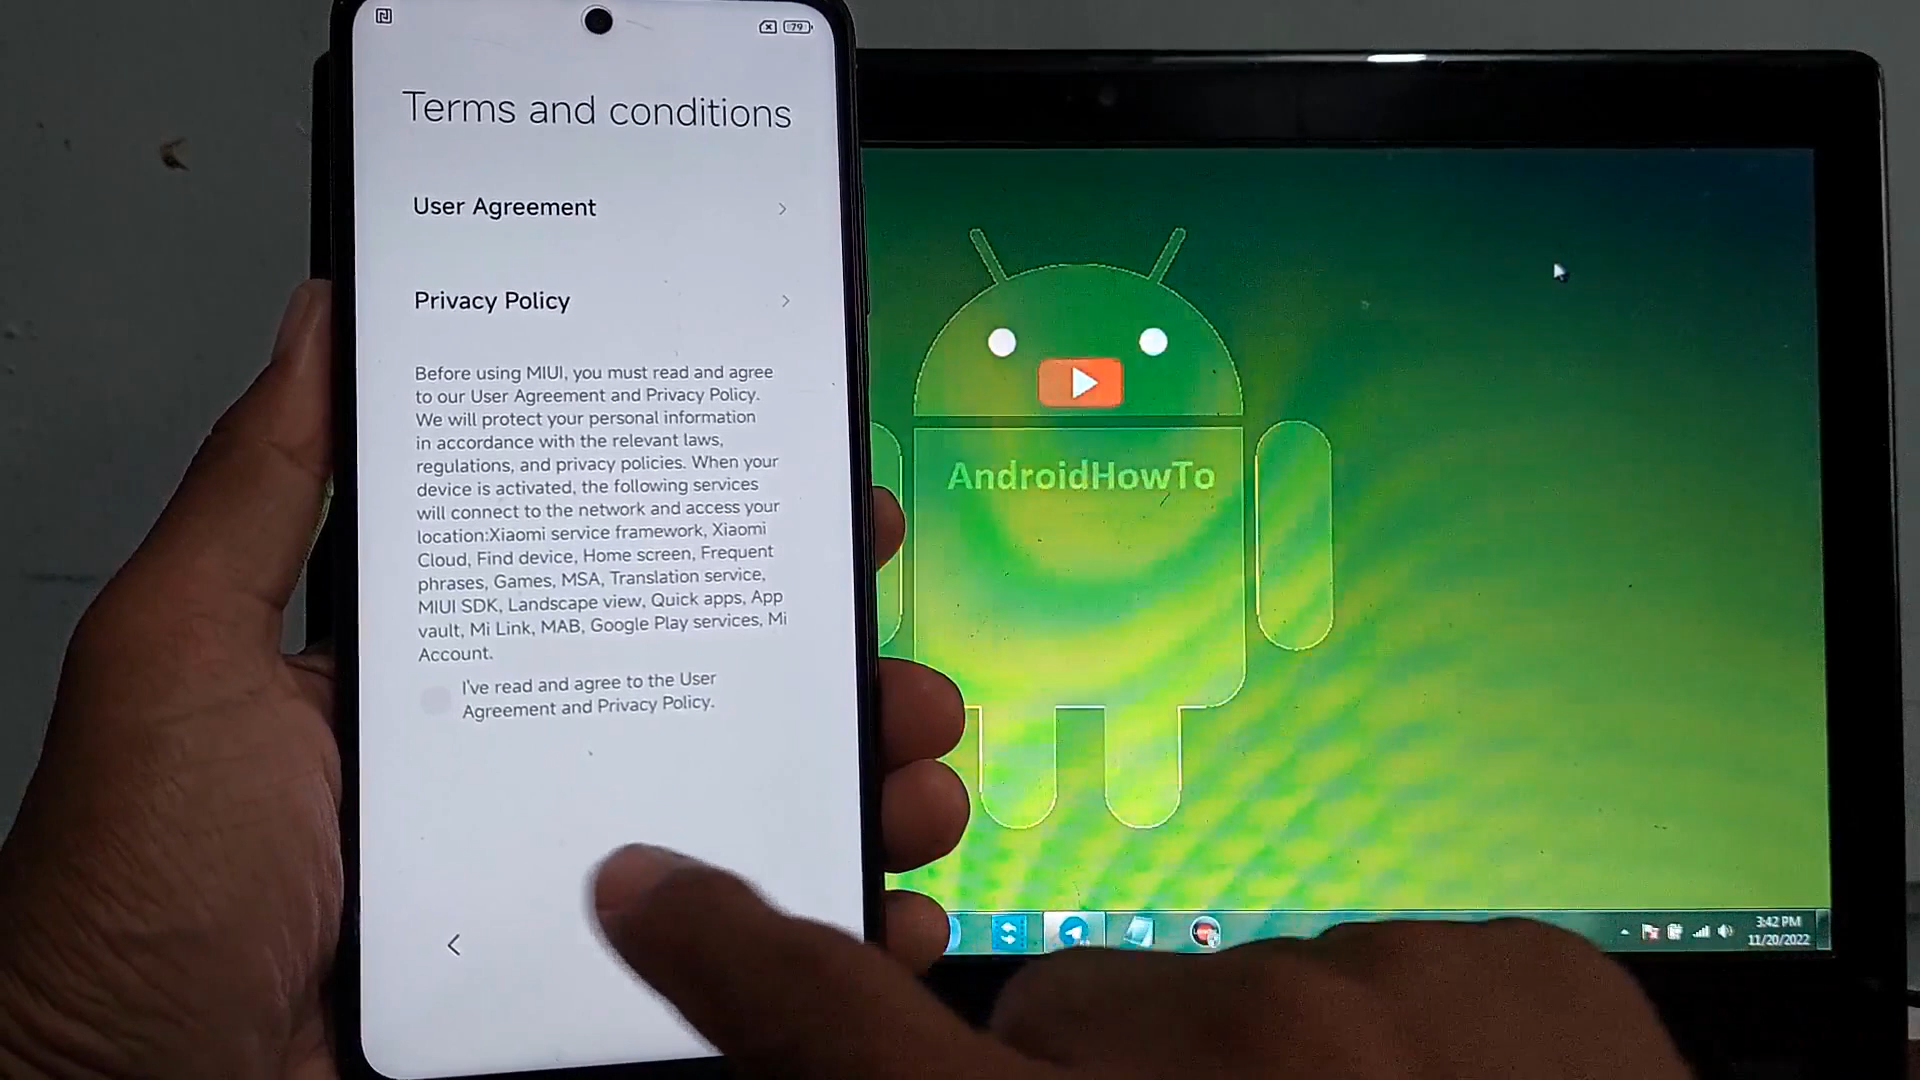 79
Terms and conditions
User Agreement
Privacy Policy
Before using MIUI, you must read and agree
to our User Agreement and Privacy Policy.
We will protect your personal information
in accordance with the relevant laws,
regulations, and privacy policies. When your
device is activated, the following services
will connect to the network and access your
location:Xiaomi service framework, Xiaomi
Cloud, Find device, Home screen, Frequent
phrases, Games, MSA, Translation service,
MIUI SDK, Landscape view, Quick apps, App
vault, Mi Link, MAB, Google Play services, Mi
Account.
I've read and agree to the User
Agreement and Privacy Policy.
AndroidHowTo
3:42 PM
11/20/2022